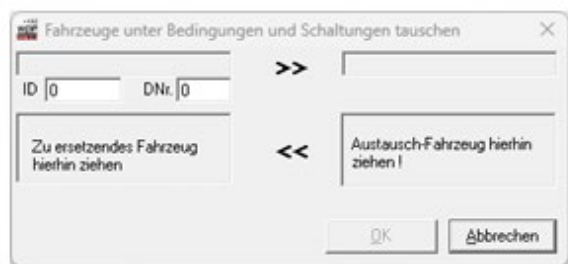 Fahrzeuge unter Bedingungen und Schaltungen tauschen
>>
ID 0 DNr. 0
Zu ersetzendes Fahrzeug
hierhin ziehen
<<
Austausch-Fahrzeug hierhin
ziehen !
OK Abbrechen